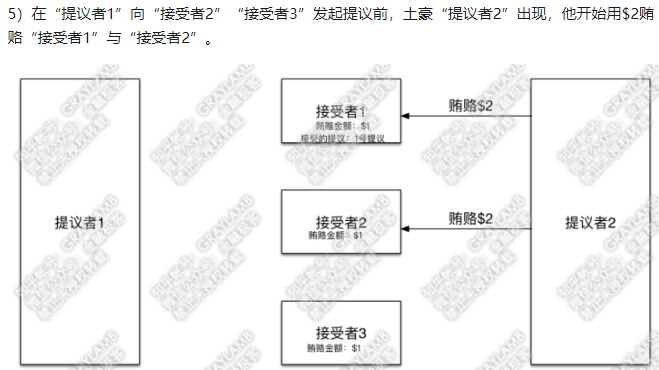 5）在“提议者1”向“接受者2”“接受者3”发起提议前，土豪“提议者2”出现，他开始用$2贿
赂“接受者1”与“接受者2”。
提议者1
接受者1
贿赂金额：$1
接受的提议：1号提议
贿赂$2
接受者2
贿赂金额：$1
贿赂$2
提议者2
接受者3
贿赂金额：$1
GRAYLAMB